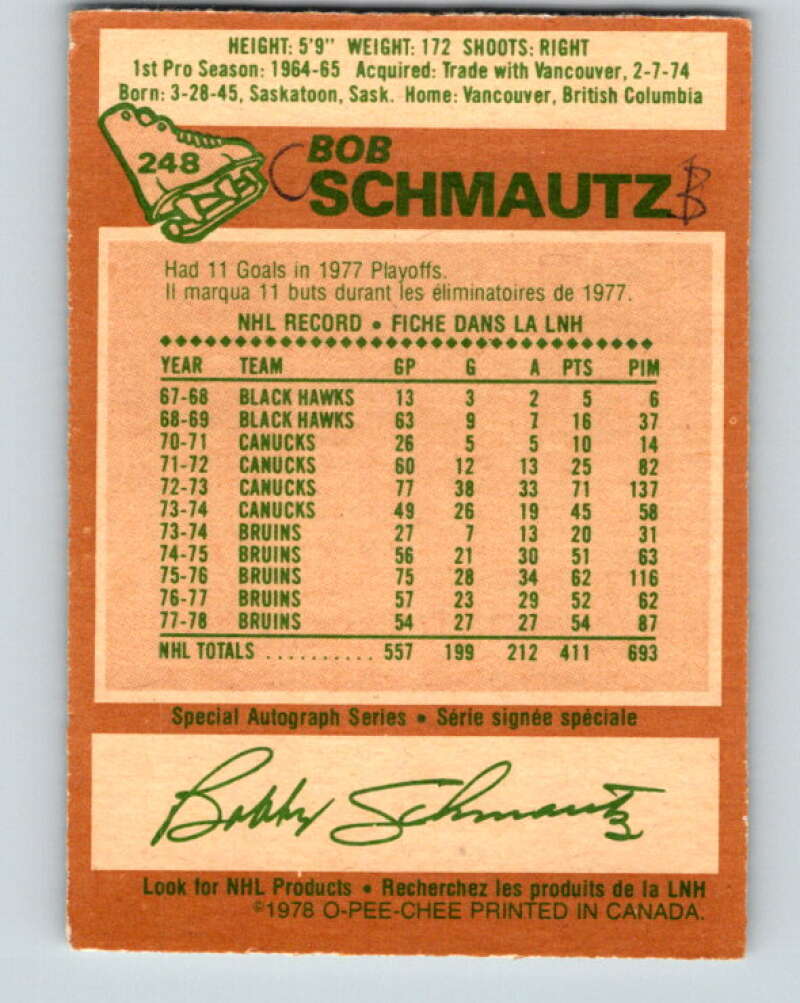 HEIGHT: 5'9" WEIGHT: 172 SHOOTS: RIGHT
1st Pro Season: 1964-65 Acquired: Trade with Vancouver, 2-7-74
Born: 3-28-45, Saskatoon, Sask. Home: Vancouver, British Columbia
248
BOB
C SCHMAUTZ B
Had 11 Goals in 1977 Playoffs.
Il marqua 11 buts durant les éliminatoires de 1977.
NHL RECORD • FICHE DANS LA LNH
YEAR TEAM GP G A PTS PIM
67-68 BLACK HAWKS 13 3 2 5 6
68-69 BLACK HAWKS 63 9 7 16 37
70-71 CANUCKS 26 5 5 10 14
71-72 CANUCKS 60 12 13 25 82
72-73 CANUCKS 77 38 33 71 137
73-74 CANUCKS 49 26 19 45 58
73-74 BRUINS 27 7 13 20 31
74-75 BRUINS 56 21 30 51 63
75-76 BRUINS 75 28 34 62 116
76-77 BRUINS 57 23 29 52 62
77-78 BRUINS 54 27 27 54 87
NHL TOTALS .......... 557 199 212 411 693
Special Autograph Series • Série signée spéciale
Bobby Schmautz
Look for NHL Products • Recherchez les produits de la LNH
©1978 O-PEE-CHEE PRINTED IN CANADA.